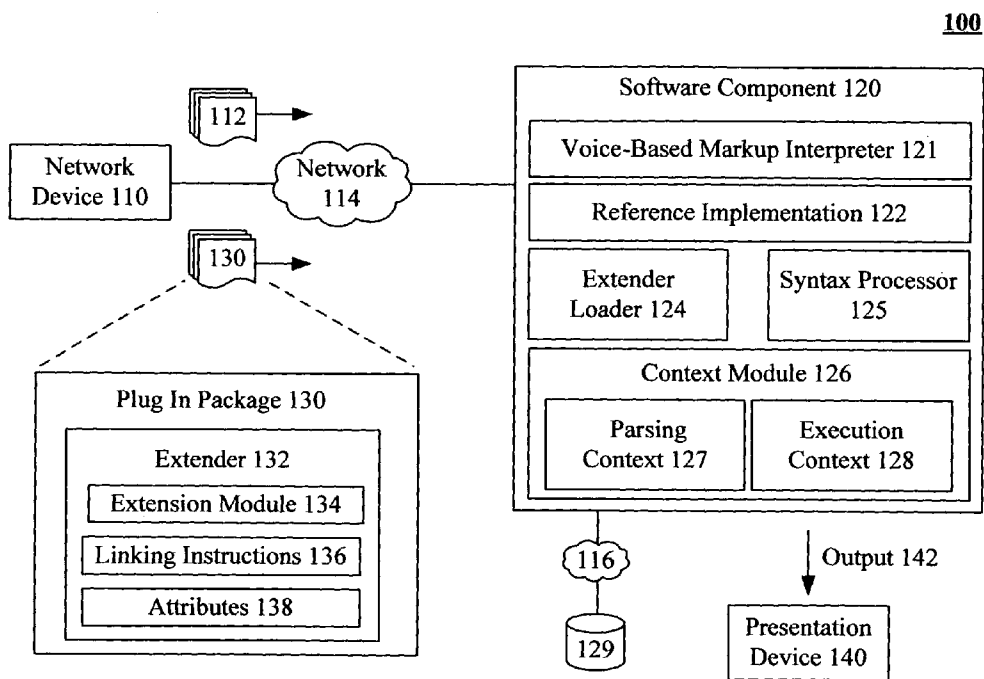 100
Software Component 120
112
Voice-Based Markup Interpreter 121
Network
Device 110
Network
114
Reference Implementation 122
130
Extender
Loader 124
Syntax Processor
125
Context Module 126
Plug In Package 130
Parsing
Context 127
Execution
Context 128
Extender 132
Extension Module 134
Linking Instructions 136
116
Output 142
Attributes 138
129
Presentation
Device 140